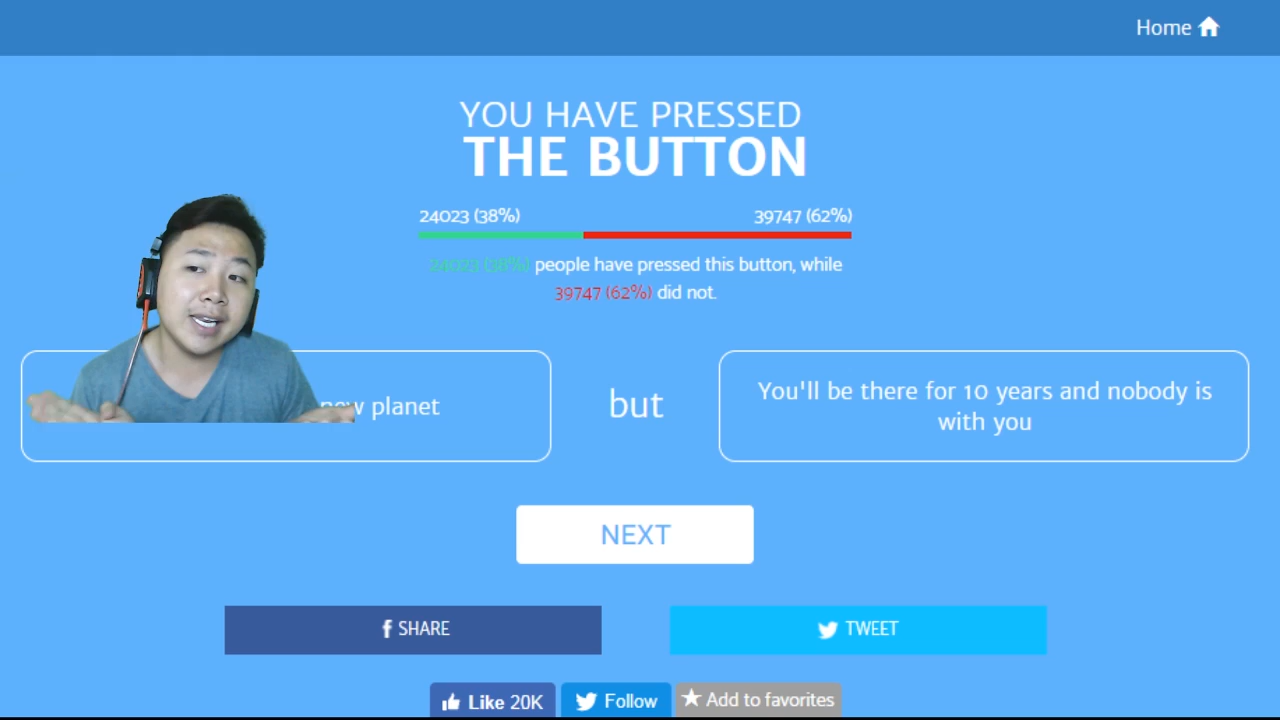 Home
YOU HAVE PRESSED
THE BUTTON
24023 (38%) 39747 (62%)
24023 (38%) people have pressed this button, while
39747 (62%) did not.
new planet
but
You'll be there for 10 years and nobody is
with you
NEXT
f SHARE
TWEET
Like 20K Follow Add to favorites